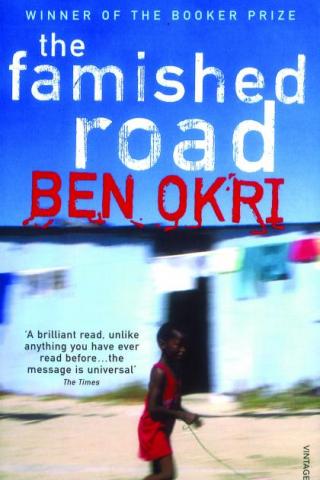 WINNER OF THE BOOKER PRIZE
the
famished
road
BEN OKRI
'A brilliant read, unlike
anything you have ever
read before...the
message is universal'
The Times
VINTAGE